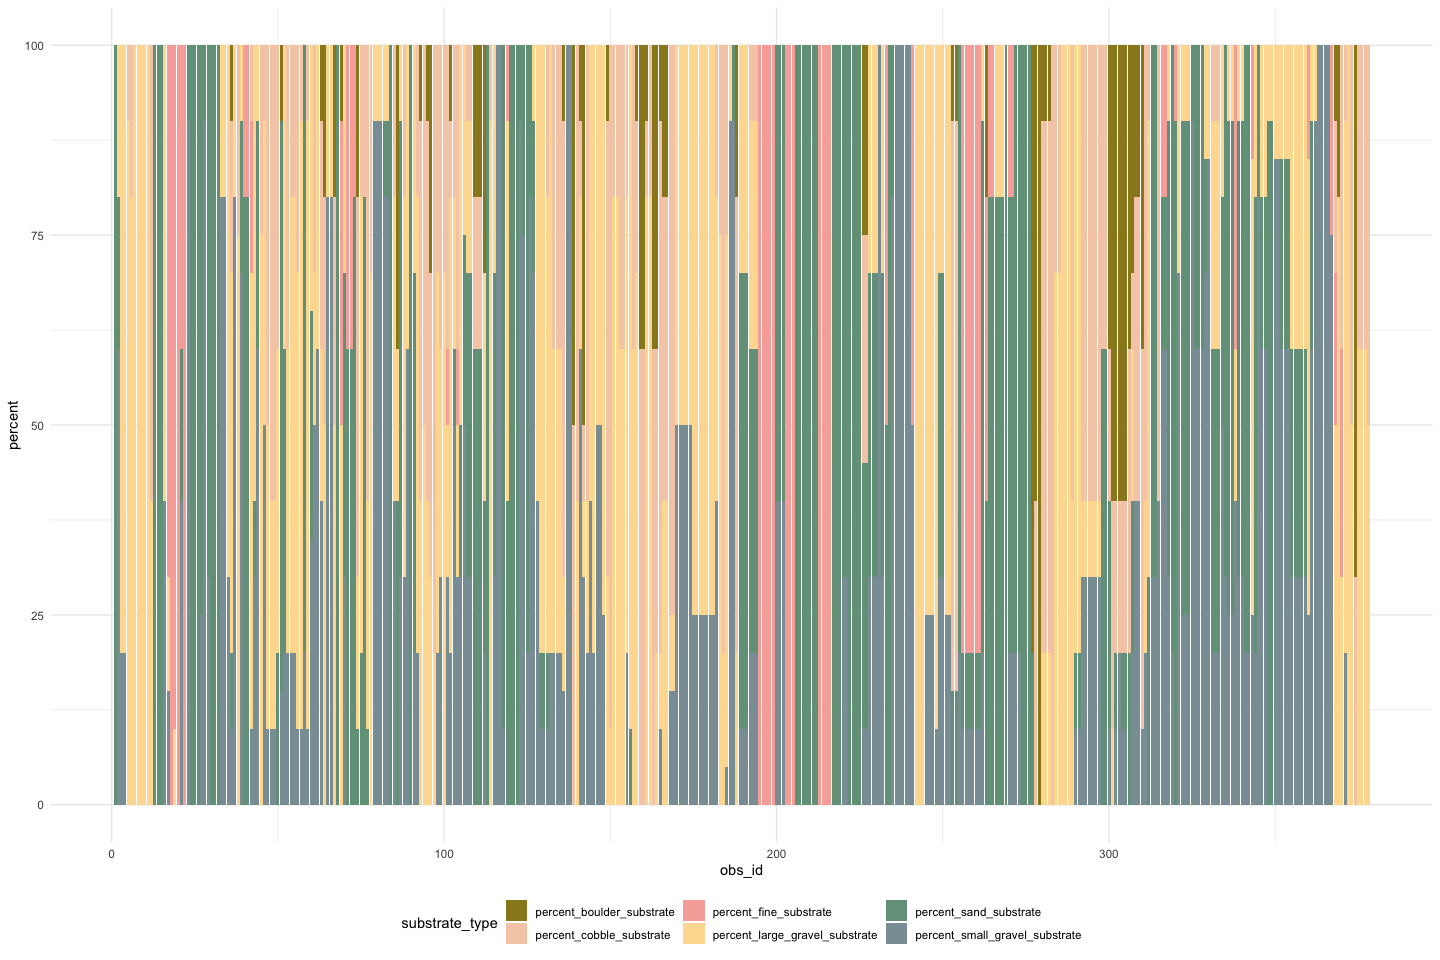 100
75
50
25
0
percent
0 100 200 300
obs_id
substrate_type
percent_boulder_substrate percent_fine_substrate percent_sand_substrate
percent_cobble_substrate percent_large_gravel_substrate percent_small_gravel_substrate